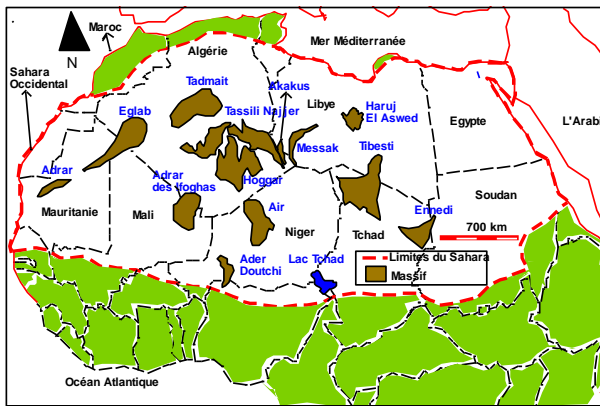 Maroc
Algérie
Mer Méditerranée
N
Sahara
Occidental
Tadmait
Akakus
Libye
Haruj
El Aswed
Eglab
Tassili Najjer
Egypte
L'Arabi
Messak
Tibesti
Adrar
Adrar
des Ifoghas
Hoggar
Soudan
Mauritanie
Mali
Air
Niger
Tchad
Ennedi
700 km
Ader
Doutchi
Lac Tchad
Limites du Sahara
Massif
Océan Atlantique